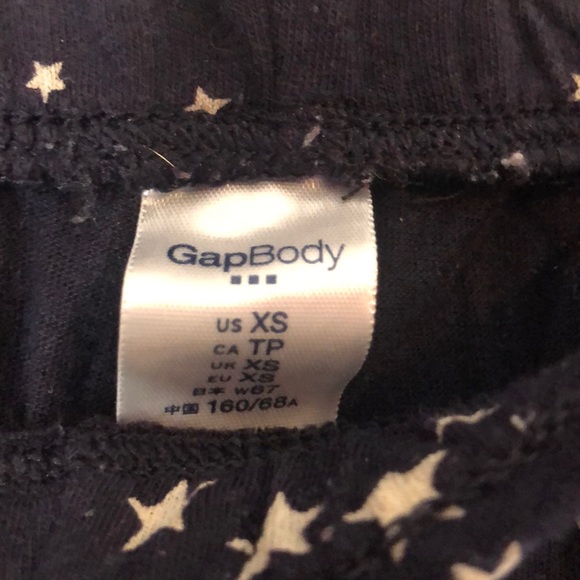 GapBody
US XS
CA TP
UK XS
EU XS
日本 W67
中国 160/68A